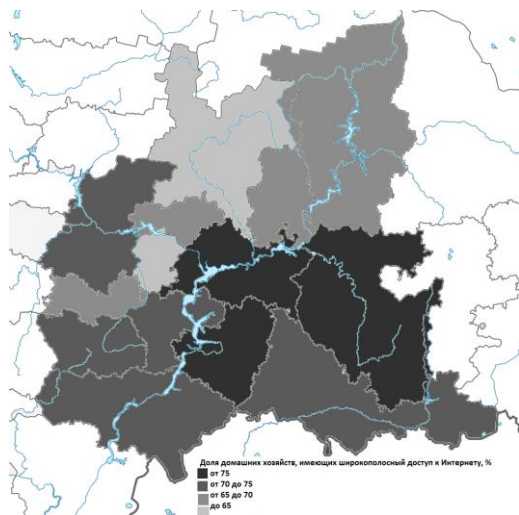 Доля домашних хозяйств, имеющих широкополосный доступ к Интернету, %
от 75
от 70 до 75
от 65 до 70
до 65